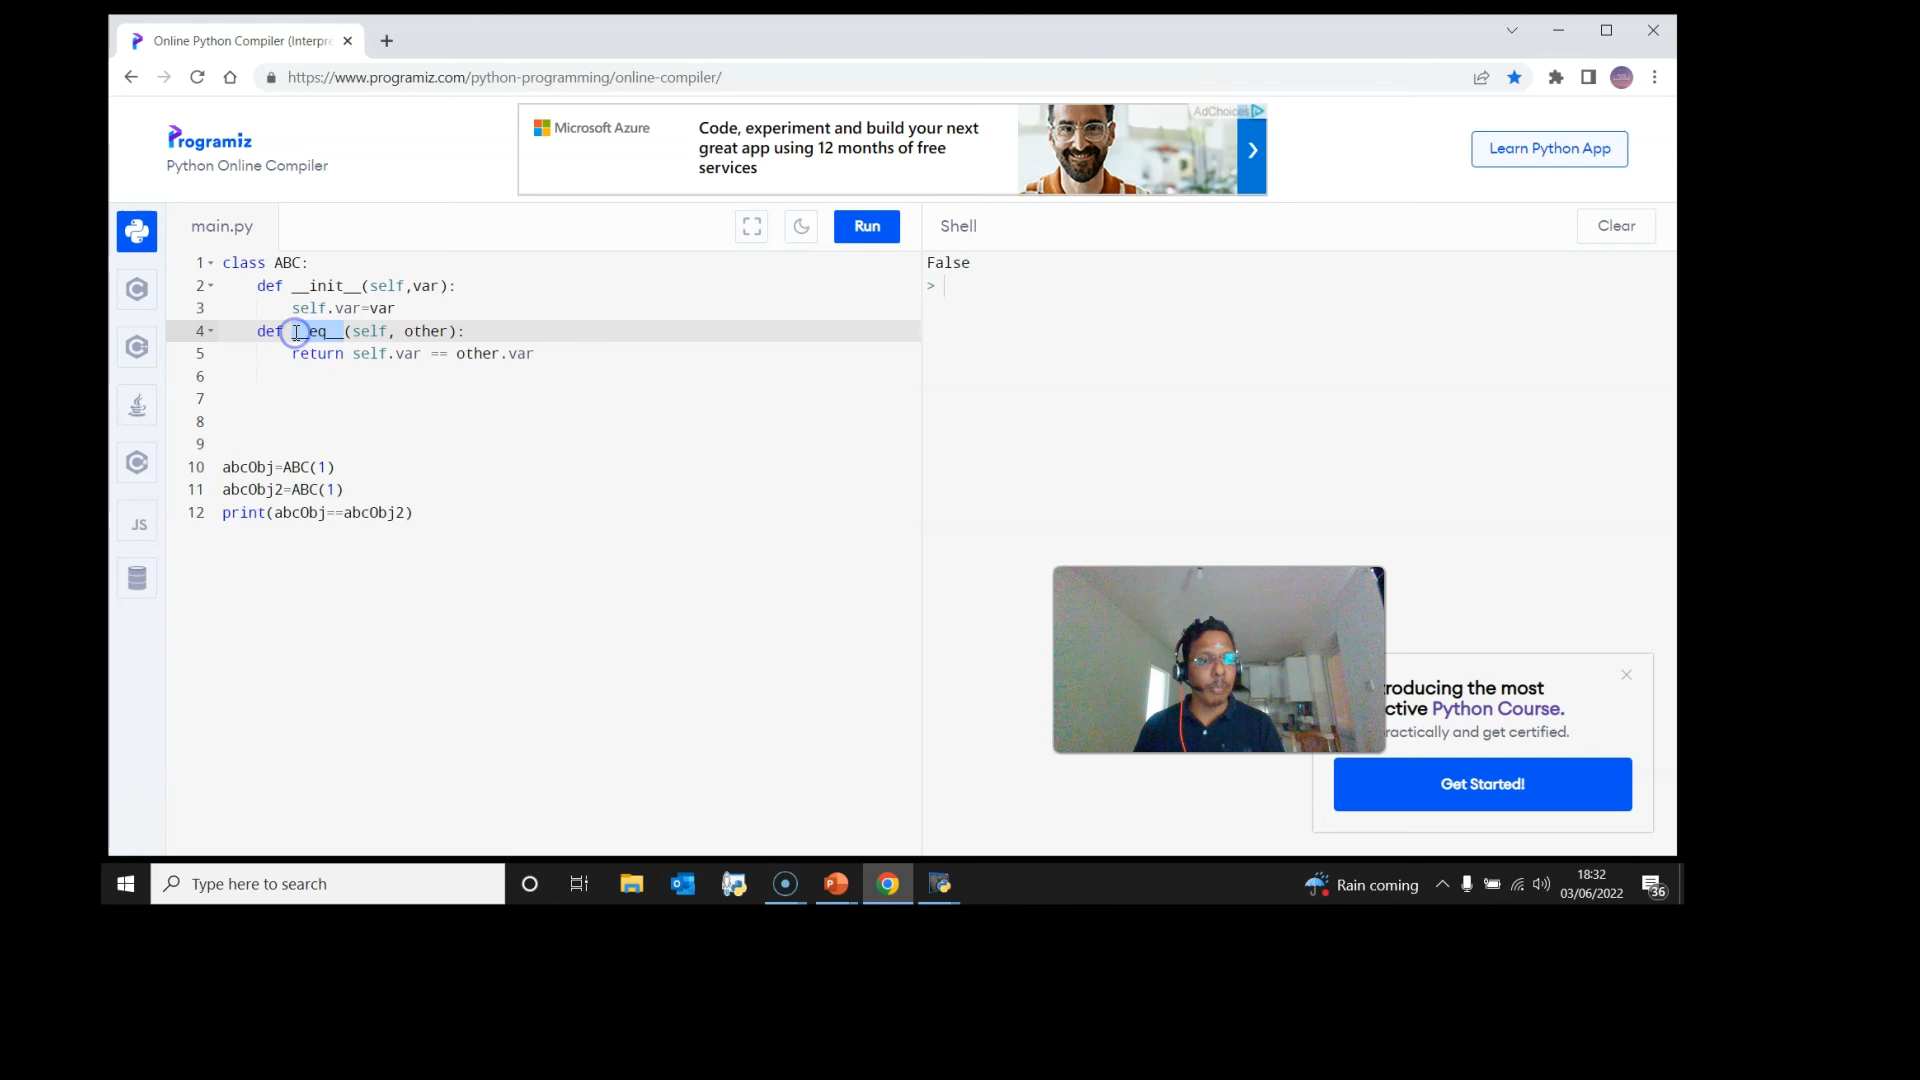 Online Python Compiler (Interpre
https://www.programiz.com/python-programming/online-compiler/
Programiz
Python Online Compiler
Microsoft Azure
Code, experiment and build your next
great app using 12 months of free
services
AdChoices
Learn Python App
main.py
Run
Shell
Clear
1 class ABC:
2 def __init__(self,var):
3 self.var=var
4 def __eq__(self, other):
5 return self.var == other.var
6
7
8
9
10 abcObj=ABC(1)
11 abcObj2=ABC(1)
12 print(abcObj==abcObj2)
False
>
JS
roducing the most
ctive Python Course.
ractically and get certified.
Get Started!
Type here to search
Rain coming
18:32
03/06/2022
36